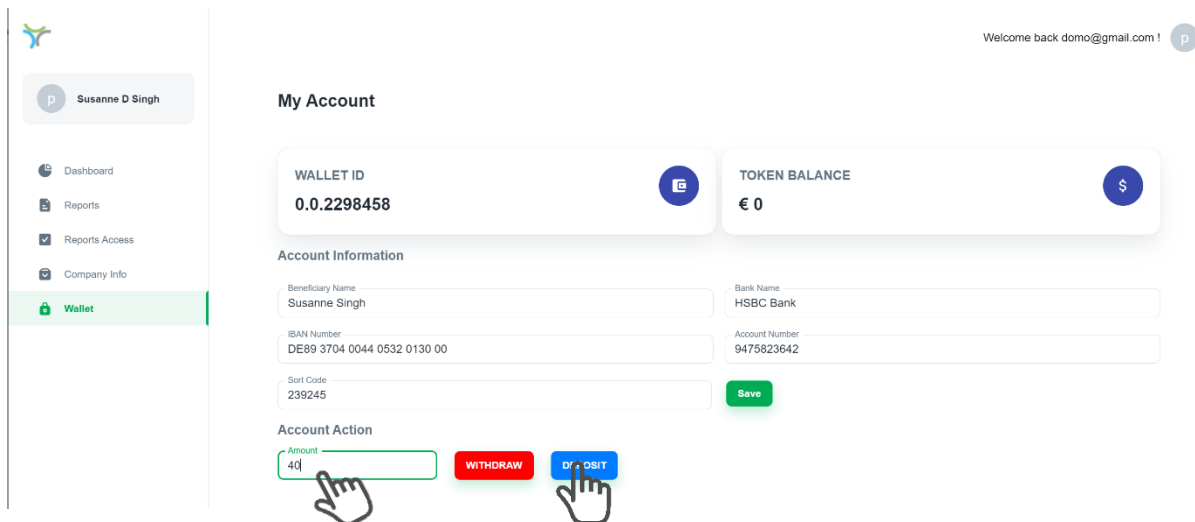 Welcome back domo@gmail.com !
p
p
Susanne D Singh
Dashboard
Reports
Reports Access
Company Info
Wallet
My Account
WALLET ID
0.0.2298458
TOKEN BALANCE
€ 0
$
Account Information
Beneficiary Name
Susanne Singh
Bank Name
HSBC Bank
IBAN Number
DE89 3704 0044 0532 0130 00
Account Number
9475823642
Sort Code
239245
Save
Account Action
Amount
40
WITHDRAW
DEPOSIT